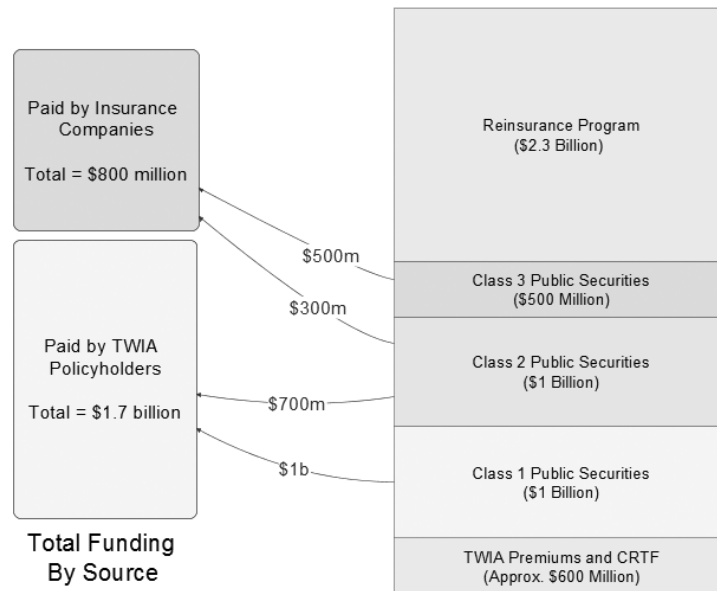 Paid by Insurance
Companies
Total = $800 million
Paid by TWIA
Policyholders
Total = $1.7 billion
Total Funding
By Source
$500m
$300m
$700m
$1b
Reinsurance Program
($2.3 Billion)
Class 3 Public Securities
($500 Million)
Class 2 Public Securities
($1 Billion)
Class 1 Public Securities
($1 Billion)
TWIA Premiums and CRTF
(Approx. $600 Million)